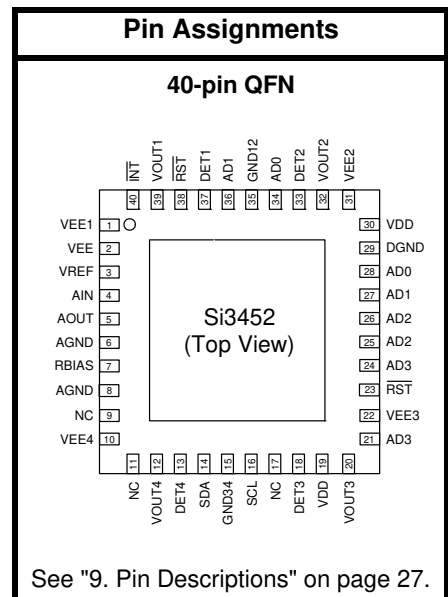 Pin Assignments
40-pin QFN
INT
VOUT1
RST
DET1
AD1
GND12
AD0
DET2
VOUT2
VEE2
40
39
38
37
36
35
34
33
32
31
VEE1 1
VEE 2
VREF 3
AIN 4
AOUT 5
AGND 6
RBIAS 7
AGND 8
NC 9
VEE4 10
Si3452
(Top View)
30 VDD
29 DGND
28 AD0
27 AD1
26 AD2
25 AD2
24 AD3
23 RST
22 VEE3
21 AD3
11
12
13
14
15
16
17
18
19
20
NC
VOUT4
DET4
SDA
GND34
SCL
NC
DET3
VDD
VOUT3
See "9. Pin Descriptions" on page 27.